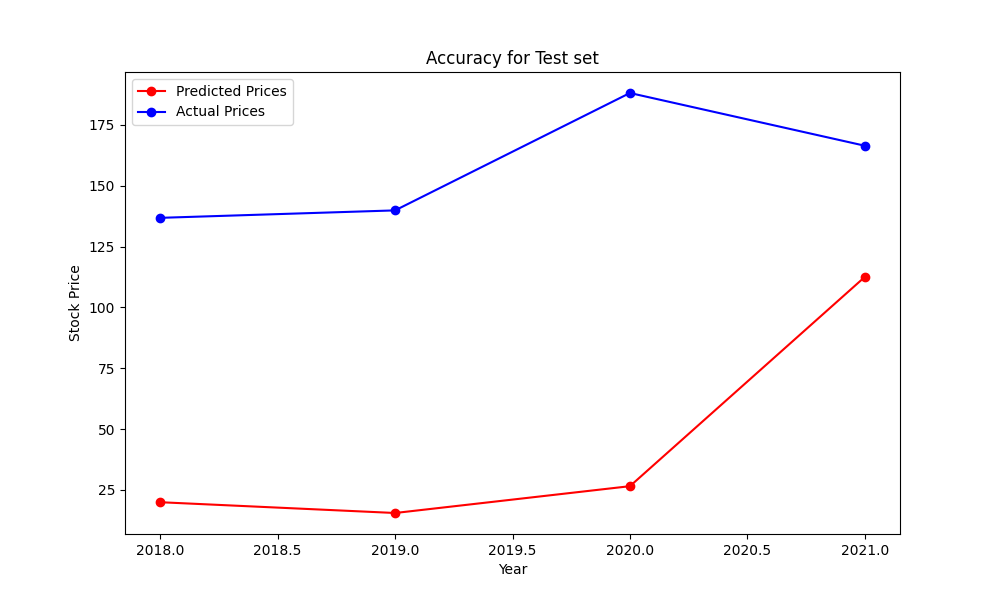 Accuracy for Test set
Predicted Prices
Actual Prices
175
150
125
100
75
50
25
Stock Price
2018.0 2018.5 2019.0 2019.5 2020.0 2020.5 2021.0
Year